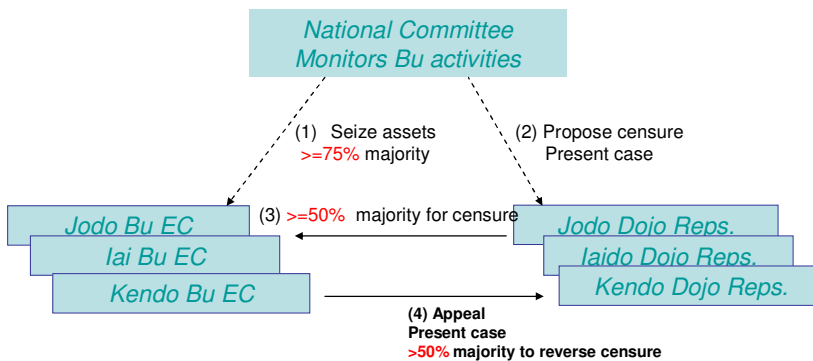 National Committee
Monitors Bu activities
(1) Seize assets
>=75% majority
(2) Propose censure
Present case
(3) >=50% majority for censure
Jodo Bu EC
Iai Bu EC
Kendo Bu EC
Jodo Dojo Reps.
Iaido Dojo Reps.
Kendo Dojo Reps.
(4) Appeal
Present case
>50% majority to reverse censure